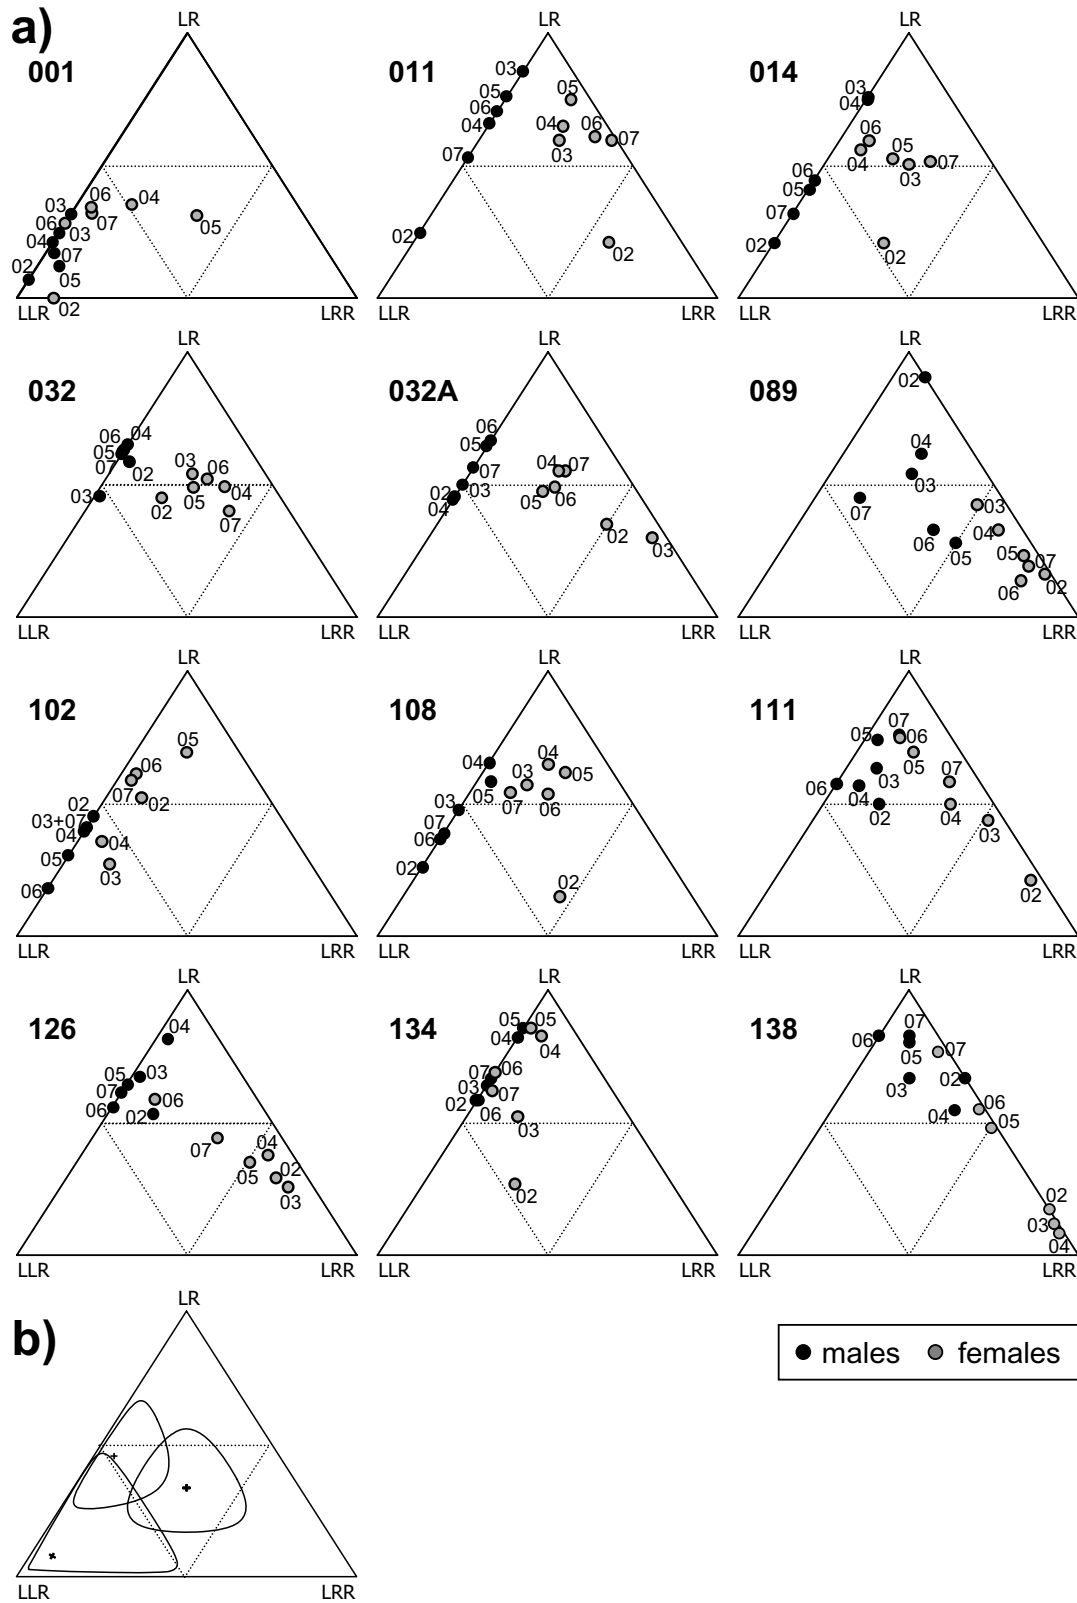 a)
LR LR LR
001 011 014
03 05 06 04 07 02
05 04 03 06 07 02
03 04 06 05 07 02
06 04 05 03 07 02
03 06 04 07 05 02
06 04 05 03 07 02
LLR LRR LLR LRR LLR LRR
LR LR LR
032 032A 089
06 04 05 07 02 03
03 06 05 04 02 07
06 05 07 03 02 04
04 07 05 06 02 03
02 04 03 07 06 05
03 04 05 07 06 02
LLR LRR LLR LRR LLR LRR
LR LR LR
102 108 111
02 03+07 04 05 06
05 06 07 02 04 03
04 05 03 07 06 02
04 05 03 07 06 02
07 05 03 06 04 02
06 05 07 04 03 02
LLR LRR LLR LRR LLR LRR
LR LR LR
126 134 138
04 03 05 07 06 02
06 07 04 05 02 03
05 04 07 03 02 06
05 04 06 07 03 02
06 07 05 03 02 04
07 06 05 02 03 04
LLR LRR LLR LRR LLR LRR
b)
LR
males females
LLR LRR